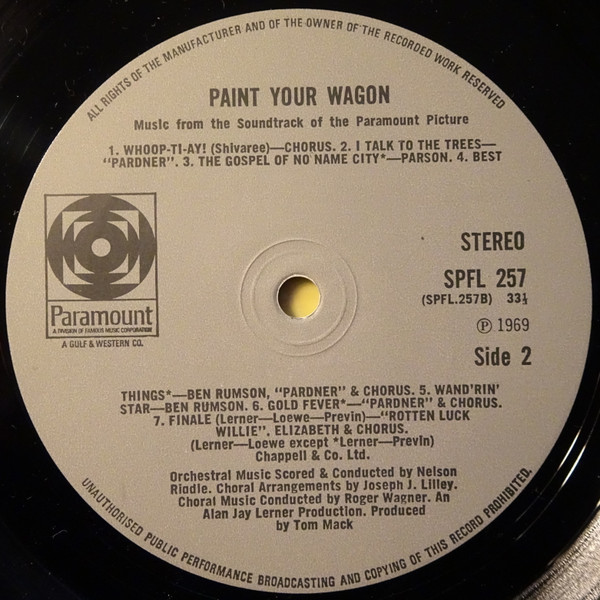 ALL RIGHTS OF THE MANUFACTURER AND OF THE OWNER OF THE RECORDED WORK RESERVED
PAINT YOUR WAGON
Music from the Soundtrack of the Paramount Picture
1. WHOOP-TI-AY! (Shivaree)—CHORUS. 2. I TALK TO THE TREES—
"PARDNER". 3. THE GOSPEL OF NO NAME CITY*—PARSON. 4. BEST
Paramount
A DIVISION OF FAMOUS MUSIC CORPORATION
A GULF & WESTERN CO.
STEREO
SPFL 257
(SPFL.257B) 33⅓
Ⓟ 1969
Side 2
THINGS*—BEN RUMSON, "PARDNER" & CHORUS. 5. WAND'RIN'
STAR—BEN RUMSON. 6. GOLD FEVER*—"PARDNER" & CHORUS.
7. FINALE (Lerner—Loewe—Previn)—"ROTTEN LUCK
WILLIE", ELIZABETH & CHORUS.
(Lerner—Loewe except *Lerner—Previn)
Chappell & Co. Ltd.
Orchestral Music Scored & Conducted by Nelson
Riddle. Choral Arrangements by Joseph J. Lilley.
Choral Music Conducted by Roger Wagner. An
Alan Jay Lerner Production. Produced
by Tom Mack
UNAUTHORISED PUBLIC PERFORMANCE BROADCASTING AND COPYING OF THIS RECORD PROHIBITED.